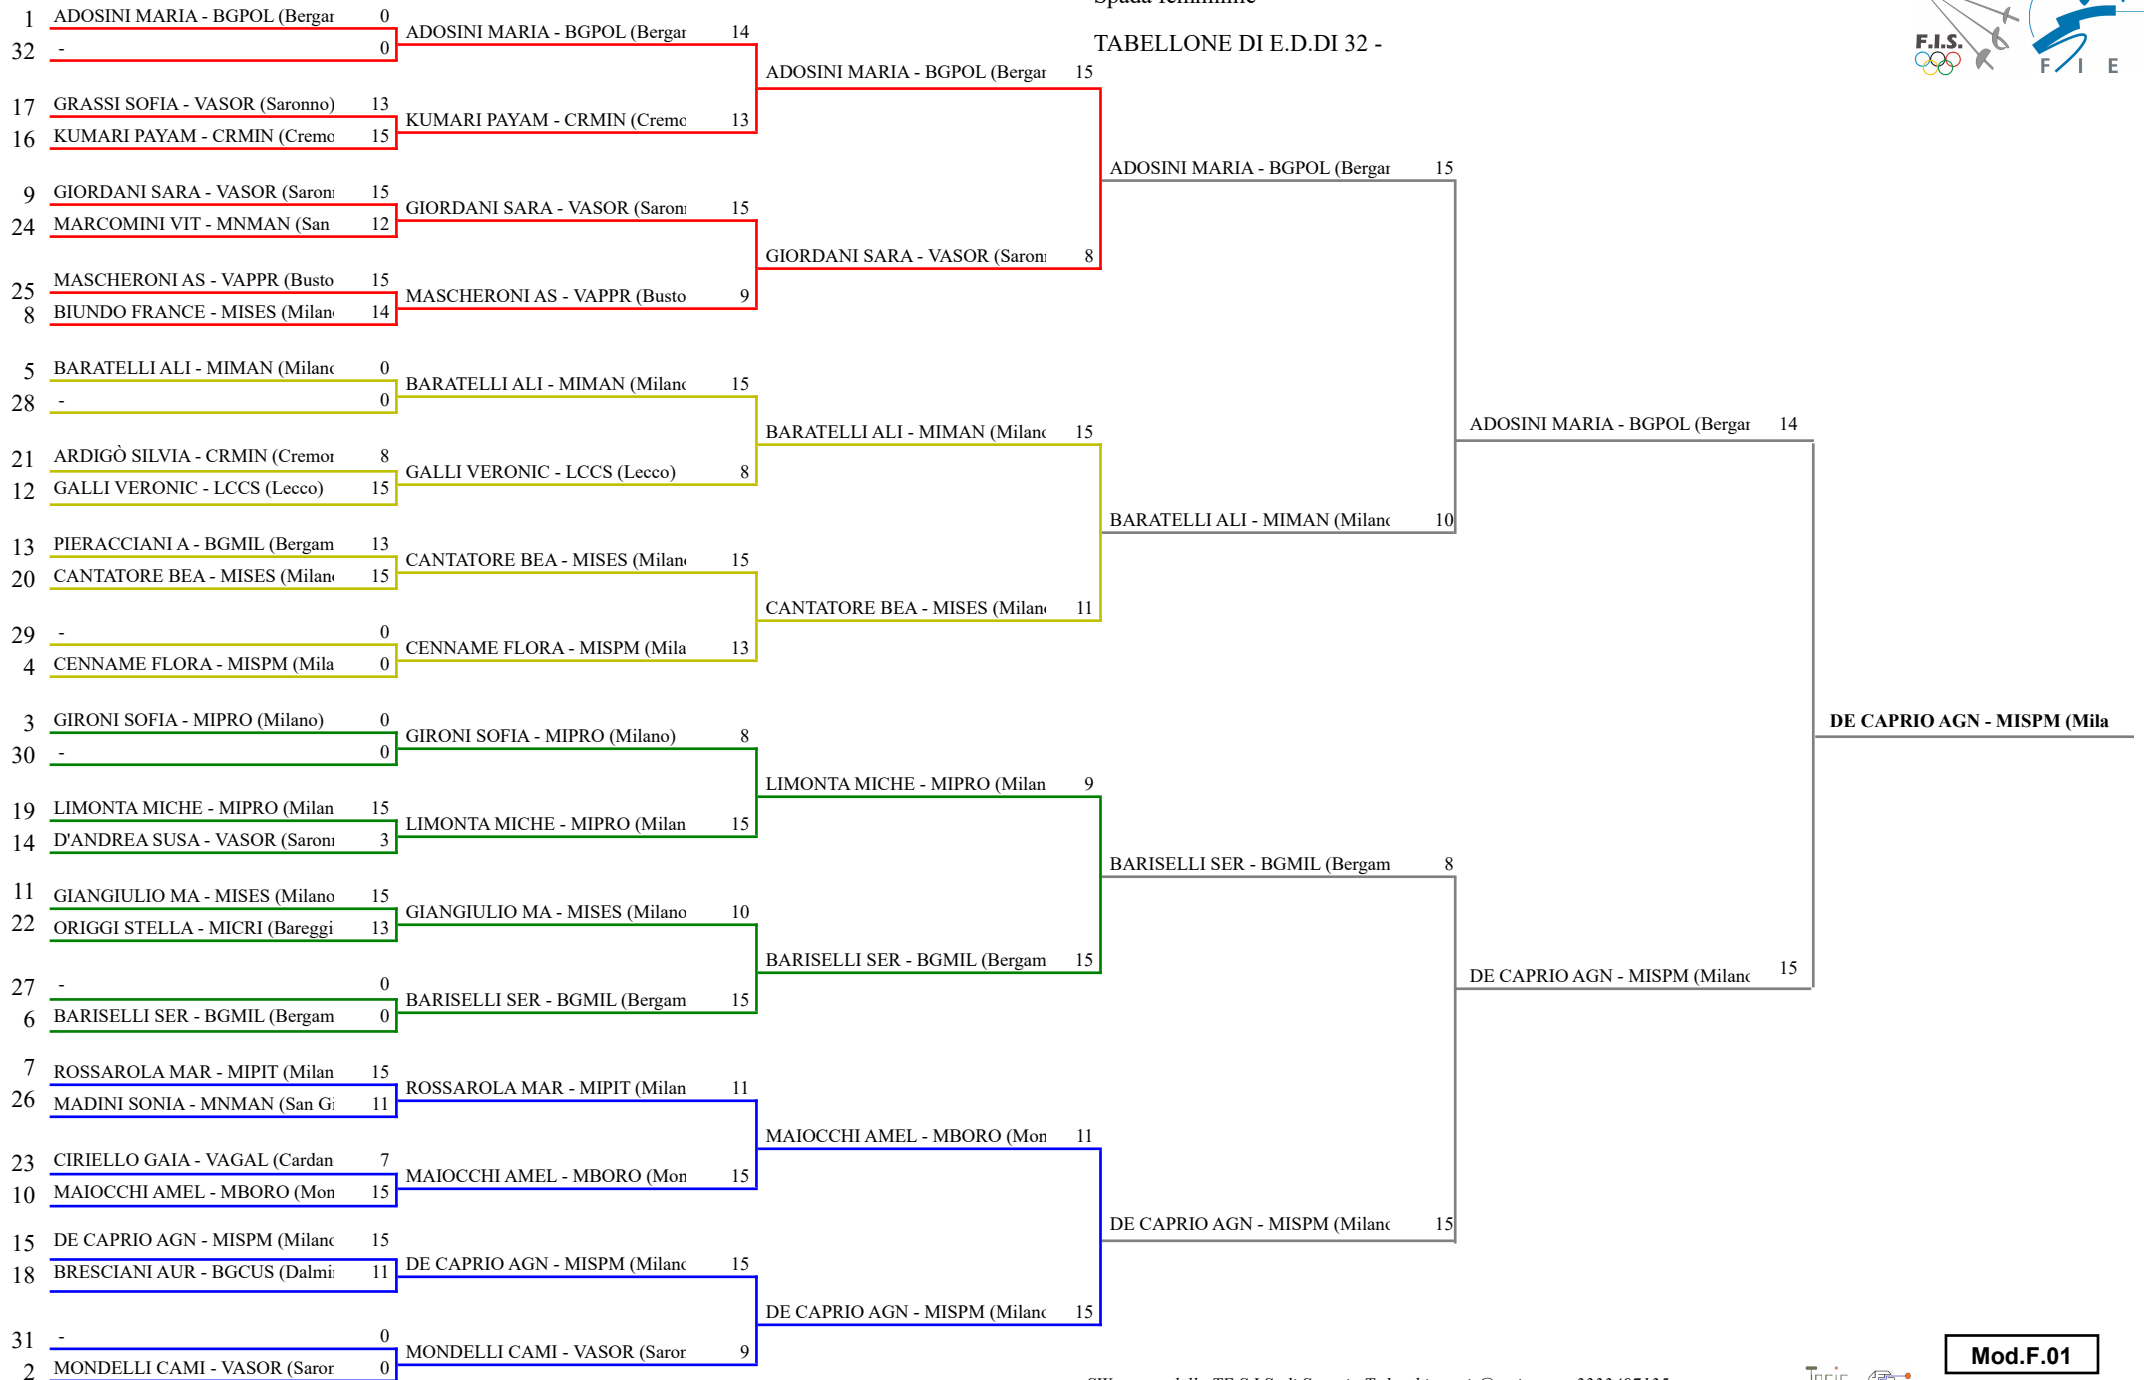 TABELLONE DI E.D.DI 32 -
F.I.S.
F I E
1 ADOSINI MARIA - BGPOL (Bergar 0
32 - 0
17 GRASSI SOFIA - VASOR (Saronno) 13
16 KUMARI PAYAM - CRMIN (Cremo 15
9 GIORDANI SARA - VASOR (Saron 15
24 MARCOMINI VIT - MNMAN (San 12
25 MASCHERONI AS - VAPPR (Busto 15
8 BIUNDO FRANCE - MISES (Milan 14
5 BARATELLI ALI - MIMAN (Milanc 0
28 - 0
21 ARDIGÒ SILVIA - CRMIN (Cremor 8
12 GALLI VERONIC - LCCS (Lecco) 15
13 PIERACCIANI A - BGMIL (Bergam 13
20 CANTATORE BEA - MISES (Milan 15
29 - 0
4 CENNAME FLORA - MISPM (Mila 0
3 GIRONI SOFIA - MIPRO (Milano) 0
30 - 0
19 LIMONTA MICHE - MIPRO (Milan 15
14 D'ANDREA SUSA - VASOR (Saron 3
11 GIANGIULIO MA - MISES (Milano 15
22 ORIGGI STELLA - MICRI (Bareggi 13
27 - 0
6 BARISELLI SER - BGMIL (Bergam 0
7 ROSSAROLA MAR - MIPIT (Milan 15
26 MADINI SONIA - MNMAN (San Gi 11
23 CIRIELLO GAIA - VAGAL (Cardan 7
10 MAIOCCHI AMEL - MBORO (Mon 15
15 DE CAPRIO AGN - MISPM (Milanc 15
18 BRESCIANI AUR - BGCUS (Dalmi 11
31 - 0
2 MONDELLI CAMI - VASOR (Saror 0
ADOSINI MARIA - BGPOL (Bergar 14
KUMARI PAYAM - CRMIN (Cremo 13
GIORDANI SARA - VASOR (Saron 15
MASCHERONI AS - VAPPR (Busto 9
BARATELLI ALI - MIMAN (Milanc 15
GALLI VERONIC - LCCS (Lecco) 8
CANTATORE BEA - MISES (Milan 15
CENNAME FLORA - MISPM (Mila 13
GIRONI SOFIA - MIPRO (Milano) 8
LIMONTA MICHE - MIPRO (Milan 15
GIANGIULIO MA - MISES (Milano 10
BARISELLI SER - BGMIL (Bergam 15
ROSSAROLA MAR - MIPIT (Milan 11
MAIOCCHI AMEL - MBORO (Mon 15
DE CAPRIO AGN - MISPM (Milanc 15
MONDELLI CAMI - VASOR (Saror 9
ADOSINI MARIA - BGPOL (Bergar 15
GIORDANI SARA - VASOR (Saron 8
BARATELLI ALI - MIMAN (Milanc 15
CANTATORE BEA - MISES (Milan 11
LIMONTA MICHE - MIPRO (Milan 9
BARISELLI SER - BGMIL (Bergam 15
MAIOCCHI AMEL - MBORO (Mon 11
DE CAPRIO AGN - MISPM (Milanc 15
ADOSINI MARIA - BGPOL (Bergar 15
BARATELLI ALI - MIMAN (Milanc 10
BARISELLI SER - BGMIL (Bergam 8
DE CAPRIO AGN - MISPM (Milanc 15
ADOSINI MARIA - BGPOL (Bergar 14
DE CAPRIO AGN - MISPM (Milanc 15
DE CAPRIO AGN - MISPM (Mila
Mod.F.01